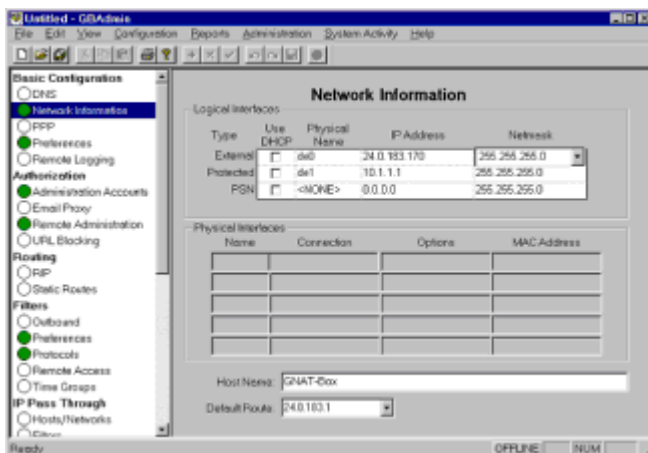 Untitled - GBAdmin
File Edit View Configuration Reports Administration System Activity Help
Basic Configuration
DNS
Network Information
PPP
Preferences
Remote Logging
Authorization
Administration Accounts
Email Proxy
Remote Administration
URL Blocking
Routing
RIP
Static Routes
Filters
Outbound
Preferences
Protocols
Remote Access
Time Groups
IP Pass Through
Hosts/Networks
Filters
Network Information
Logical Interfaces
Type Use DHCP Physical Name IP Address Netmask
External de0 24.0.183.170 255.255.255.0
Protected de1 10.1.1.1 255.255.255.0
PSN <NONE> 0.0.0.0 255.255.255.0
Physical Interfaces
Name Connection Options MAC Address
Host Name: GNAT-Box
Default Route: 24.0.183.1
Ready OFFLINE NUM